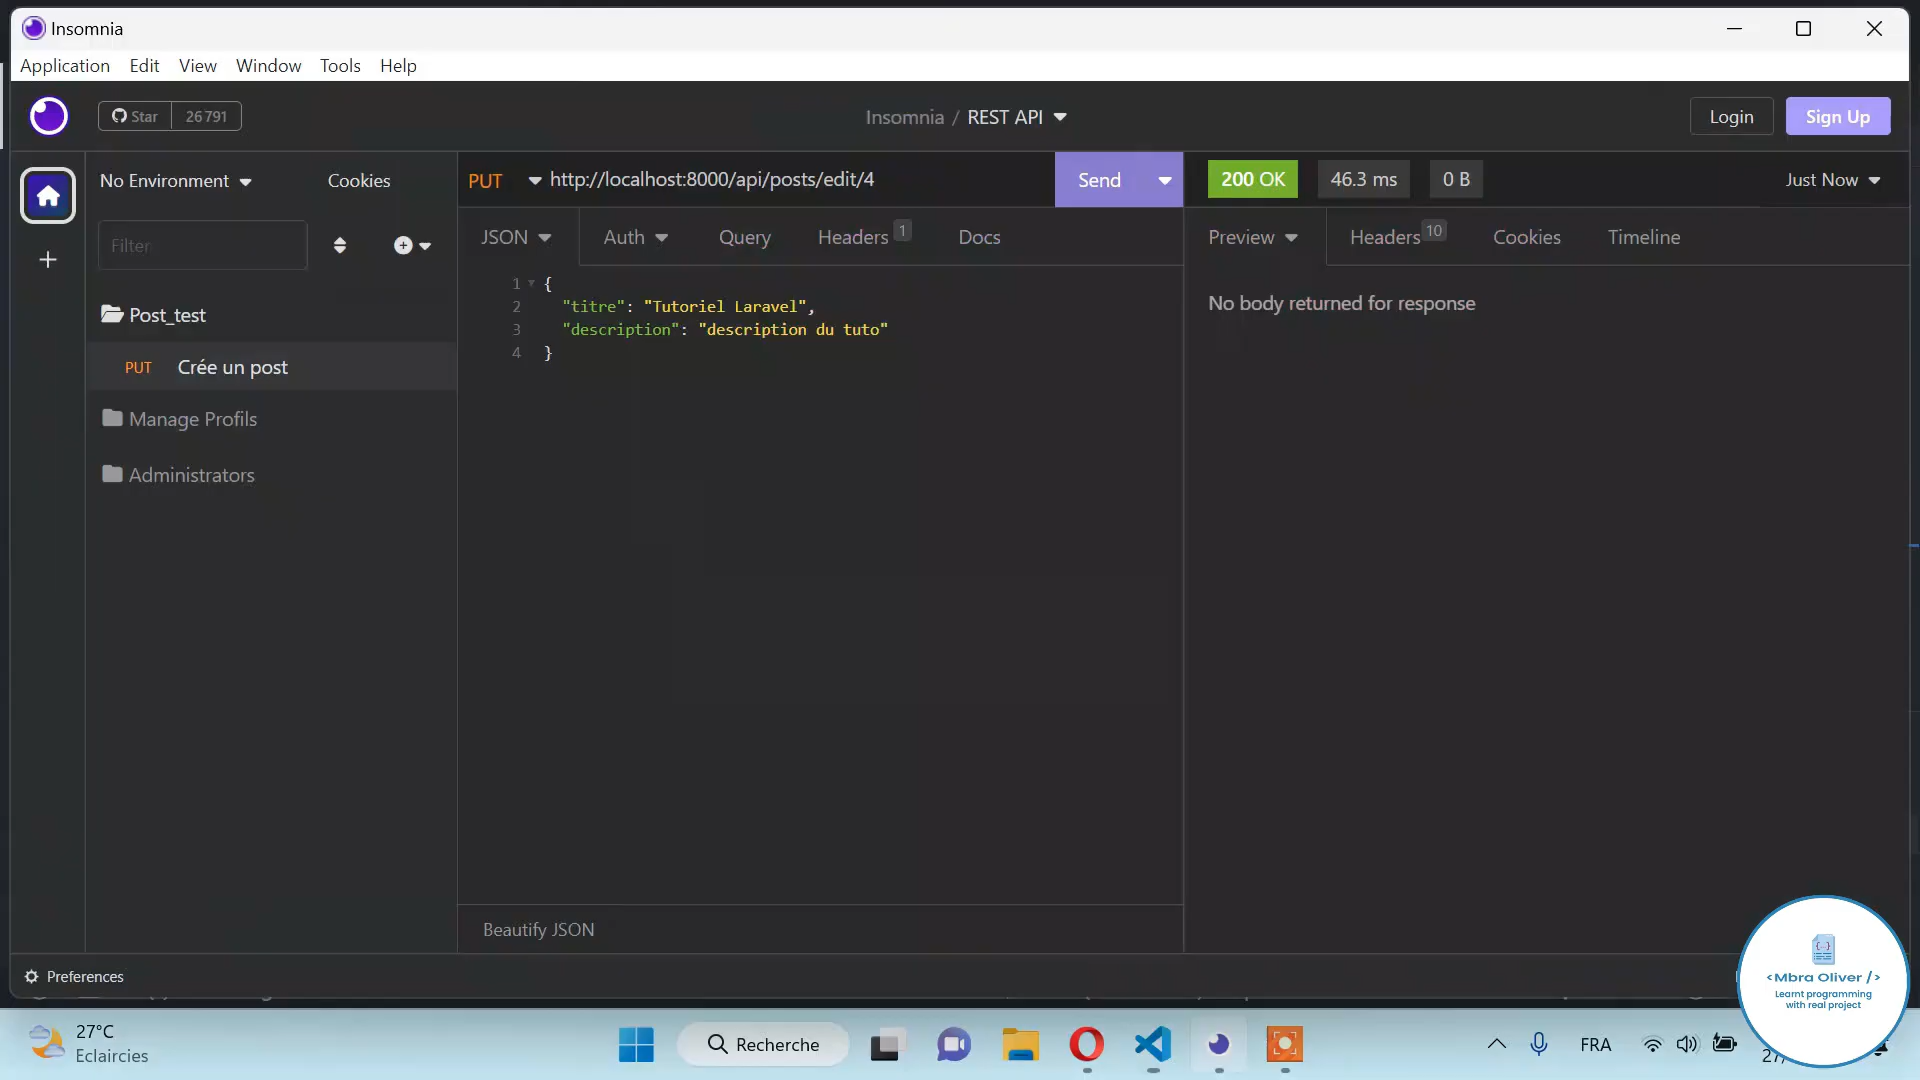 Insomnia
Application Edit View Window Tools Help
Star 26 791
Insomnia / REST API
Login
Sign Up
No Environment
Cookies
PUT
http://localhost:8000/api/posts/edit/4
Send
200 OK
46.3 ms
0 B
Just Now
Filter
JSON
Auth
Query
Headers 1
Docs
Preview
Headers 10
Cookies
Timeline
1 {
2 "titre": "Tutoriel Laravel",
3 "description": "description du tuto"
4 }
No body returned for response
Post_test
PUT Crée un post
Manage Profils
Administrators
Beautify JSON
Preferences
{..}
<Mbra Oliver />
Learnt programming
with real project
27°C
Eclaircies
Recherche
FRA